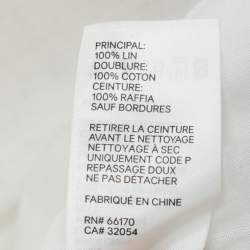 PRINCIPAL:
100% LIN
DOUBLURE:
100% COTON
CEINTURE:
100% RAFFIA
SAUF BORDURES
RETIRER LA CEINTURE
AVANT LE NETTOYAGE
NETTOYAGE À SEC
UNIQUEMENT CODE P
REPASSAGE DOUX
NE PAS DÉTACHER
FABRIQUÉ EN CHINE
RN# 66170
CA# 32054